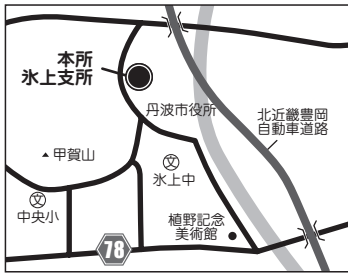 本所
氷上支所
丹波市役所
北近畿豊岡
自動車道路
甲賀山
文
氷上中
文
中央小
植野記念
美術館
78